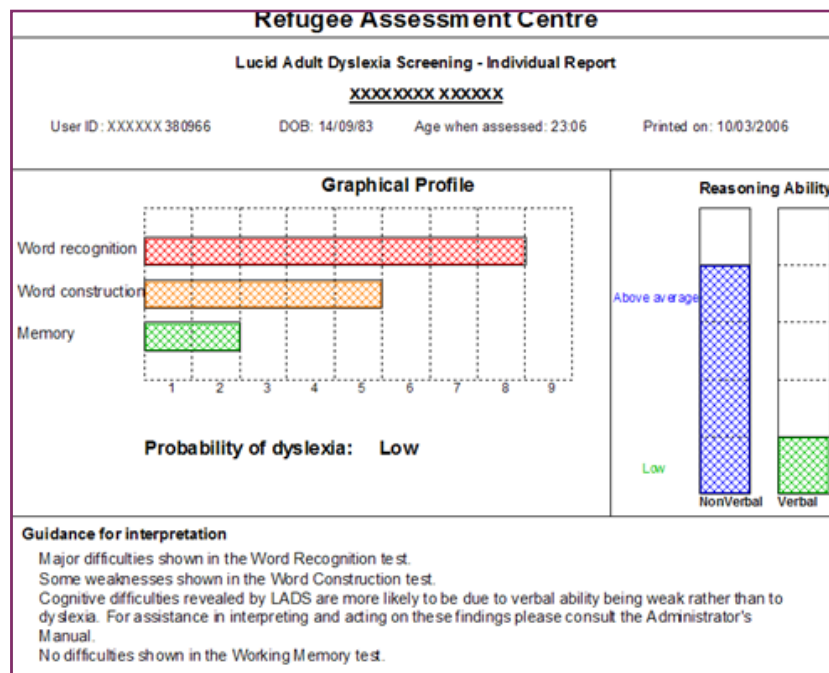 Refugee Assessment Centre
Lucid Adult Dyslexia Screening - Individual Report
XXXXXXXX XXXXXX
User ID: XXXXXX 380966 DOB: 14/09/83 Age when assessed: 23:06 Printed on: 10/03/2006
Graphical Profile
Word recognition
Word construction
Memory
1 2 3 4 5 6 7 8 9
Probability of dyslexia: Low
Reasoning Ability
Above average
Low
NonVerbal Verbal
Guidance for interpretation
Major difficulties shown in the Word Recognition test.
Some weaknesses shown in the Word Construction test.
Cognitive difficulties revealed by LADS are more likely to be due to verbal ability being weak rather than to
dyslexia. For assistance in interpreting and acting on these findings please consult the Administrator's
Manual.
No difficulties shown in the Working Memory test.